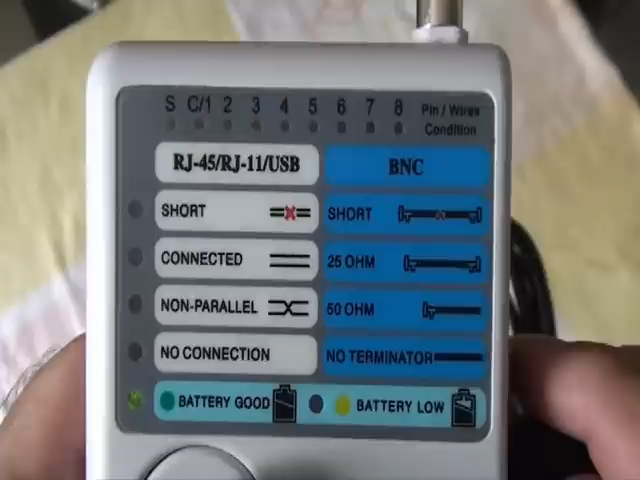 S C/1 2 3 4 5 6 7 8 Pin / Wires
Condition
RJ-45/RJ-11/USB BNC
SHORT SHORT
CONNECTED 25 OHM
NON-PARALLEL 50 OHM
NO CONNECTION NO TERMINATOR
BATTERY GOOD BATTERY LOW